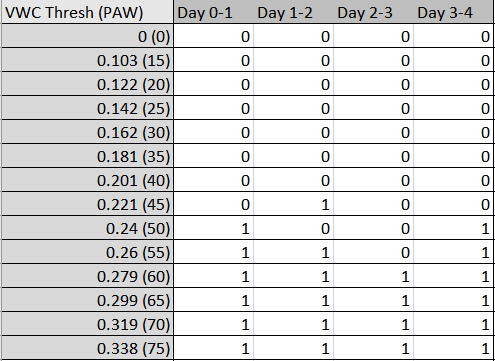 VWC Thresh (PAW) Day 0-1 Day 1-2 Day 2-3 Day 3-4
0 (0) 0 0 0 0
0.103 (15) 0 0 0 0
0.122 (20) 0 0 0 0
0.142 (25) 0 0 0 0
0.162 (30) 0 0 0 0
0.181 (35) 0 0 0 0
0.201 (40) 0 0 0 0
0.221 (45) 0 1 0 0
0.24 (50) 1 0 0 1
0.26 (55) 1 1 0 1
0.279 (60) 1 1 1 1
0.299 (65) 1 1 1 1
0.319 (70) 1 1 1 1
0.338 (75) 1 1 1 1